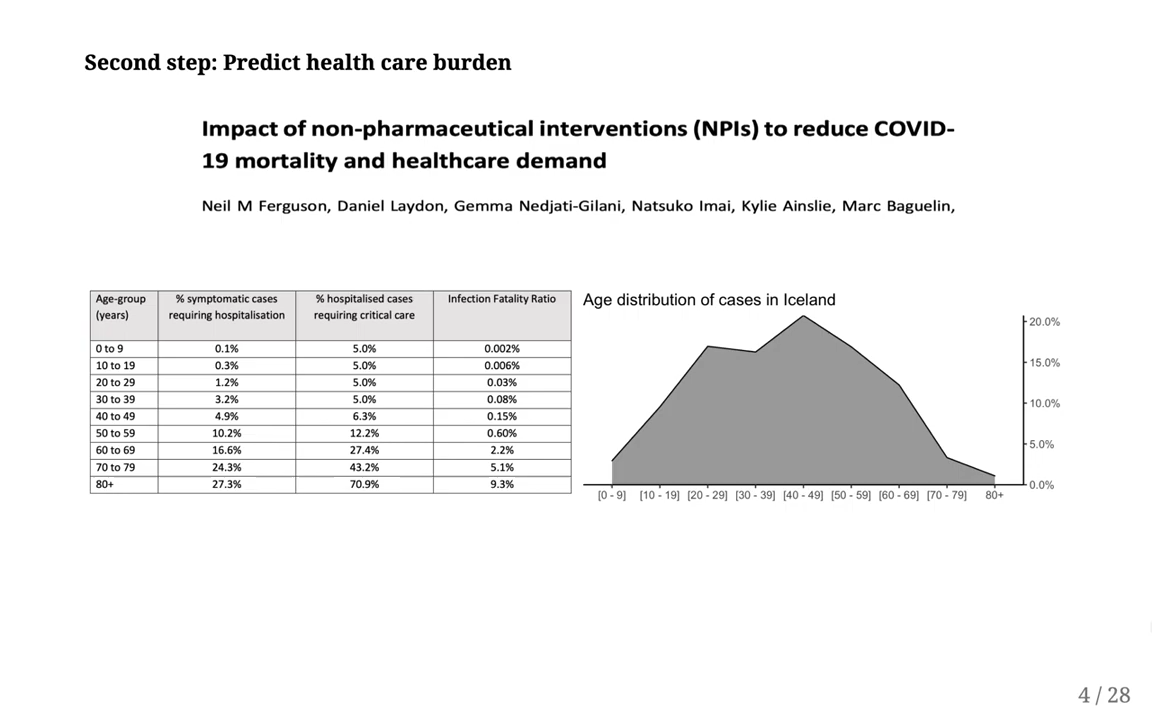 Second step: Predict health care burden
Impact of non-pharmaceutical interventions (NPIs) to reduce COVID-
19 mortality and healthcare demand
Neil M Ferguson, Daniel Laydon, Gemma Nedjati-Gilani, Natsuko Imai, Kylie Ainslie, Marc Baguelin,
Age-group (years) % symptomatic cases requiring hospitalisation % hospitalised cases requiring critical care Infection Fatality Ratio
0 to 9 0.1% 5.0% 0.002%
10 to 19 0.3% 5.0% 0.006%
20 to 29 1.2% 5.0% 0.03%
30 to 39 3.2% 5.0% 0.08%
40 to 49 4.9% 6.3% 0.15%
50 to 59 10.2% 12.2% 0.60%
60 to 69 16.6% 27.4% 2.2%
70 to 79 24.3% 43.2% 5.1%
80+ 27.3% 70.9% 9.3%
Age distribution of cases in Iceland
20.0%
15.0%
10.0%
5.0%
0.0%
[0 - 9] [10 - 19] [20 - 29] [30 - 39] [40 - 49] [50 - 59] [60 - 69] [70 - 79] 80+
4 / 28